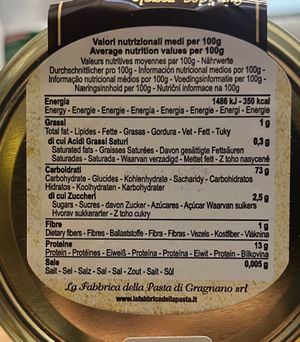 Valori nutrizionali medi per 100g
Average nutrition values per 100g
Valeurs nutritives moyennes par 100g - Nährwerte
Durchschnittlicher pro 100g - Información nutricional medios por 100g -
Informação nutricional médios por 100g - Voedingsinformatie per 100g -
Næringsinnhold per 100g - Nutriční informace na 100g
Energia 1486 kJ - 350 kcal
Energy - Energie - Energie - Energía - Energia - Energie - Energi - Energie
Grassi 1 g
Total fat - Lipides - Fette - Grasas - Gordura - Vet - Fett - Tuky
di cui Acidi Grassi Saturi 0,3 g
Saturated fats - Graisses Saturées - Davon gesättigte Fettsäuren
Saturadas - Saturada - Waarvan verzadigd - Mettet fett - Z toho nasycené
Carboidrati 73 g
Carbohydrate - Glucides - Kohlenhydrate - Sacharidy - Carbohidratos
Hidratos - Koolhydraten - Karbohydrater
di cui Zuccheri 2,5 g
Sugars - Sucres - davon Zucker - Azúcares - Açúcar Waarvan suikers
Hvorav sukkerarter - Z toho cukry
Fibre 1 g
Dietary fibers - Fibres - Ballaststoffe - Fibra - Fibras - Vezels - Kostfiber - Vláknina
Proteine 13 g
Protein - Protéines - Eiweiß - Proteína - Proteína - Eiwit - Protein - Bílkovina
Sale 0,005 g
Salt - Sel - Salz - Sal - Sal - Zout - Salt - Sůl
La Fabbrica della Pasta di Gragnano srl
www.lafabbricadellapasta.it